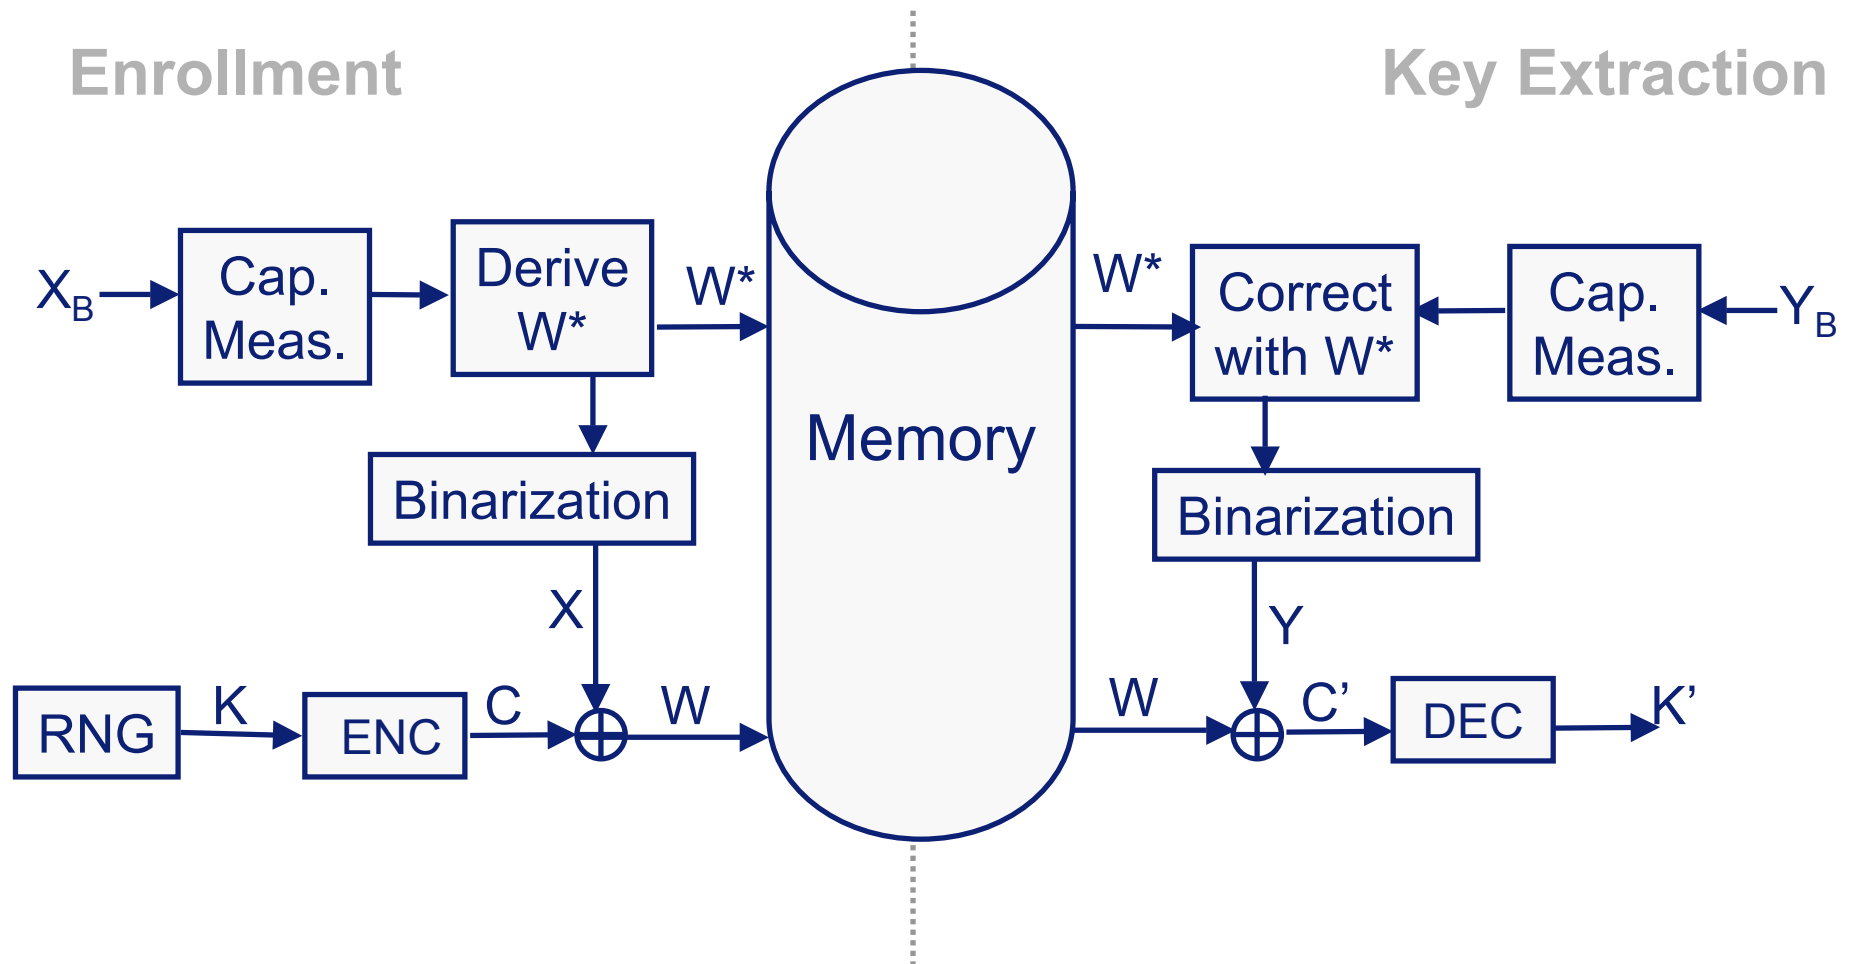 Enrollment
Key Extraction
X_B
Cap.
Meas.
Derive
W*
W*
Memory
W*
Correct
with W*
Cap.
Meas.
Y_B
Binarization
Binarization
X
Y
RNG
K
ENC
C
W
W
C’
DEC
K’